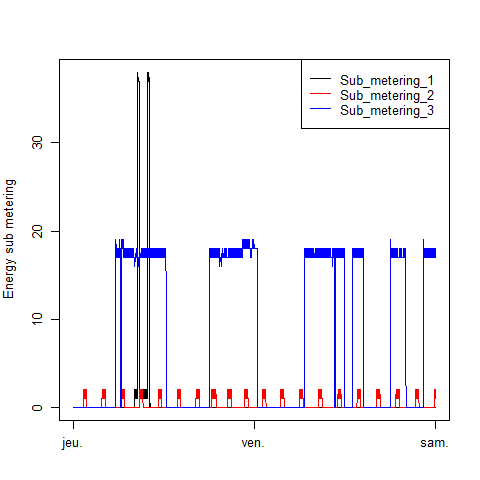 Sub_metering_1
Sub_metering_2
Sub_metering_3
Energy sub metering
30
20
10
0
jeu.
ven.
sam.